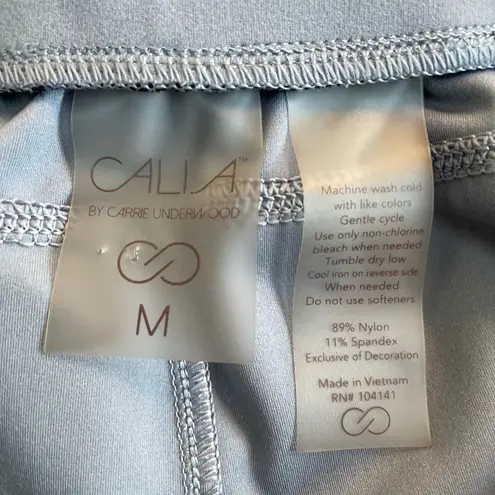 CALIA™
BY CARRIE UNDERWOOD
M
Machine wash cold
with like colors
Gentle cycle
Use only non-chlorine
bleach when needed
Tumble dry low
Cool iron on reverse side
When needed
Do not use softeners
89% Nylon
11% Spandex
Exclusive of Decoration
Made in Vietnam
RN# 104141